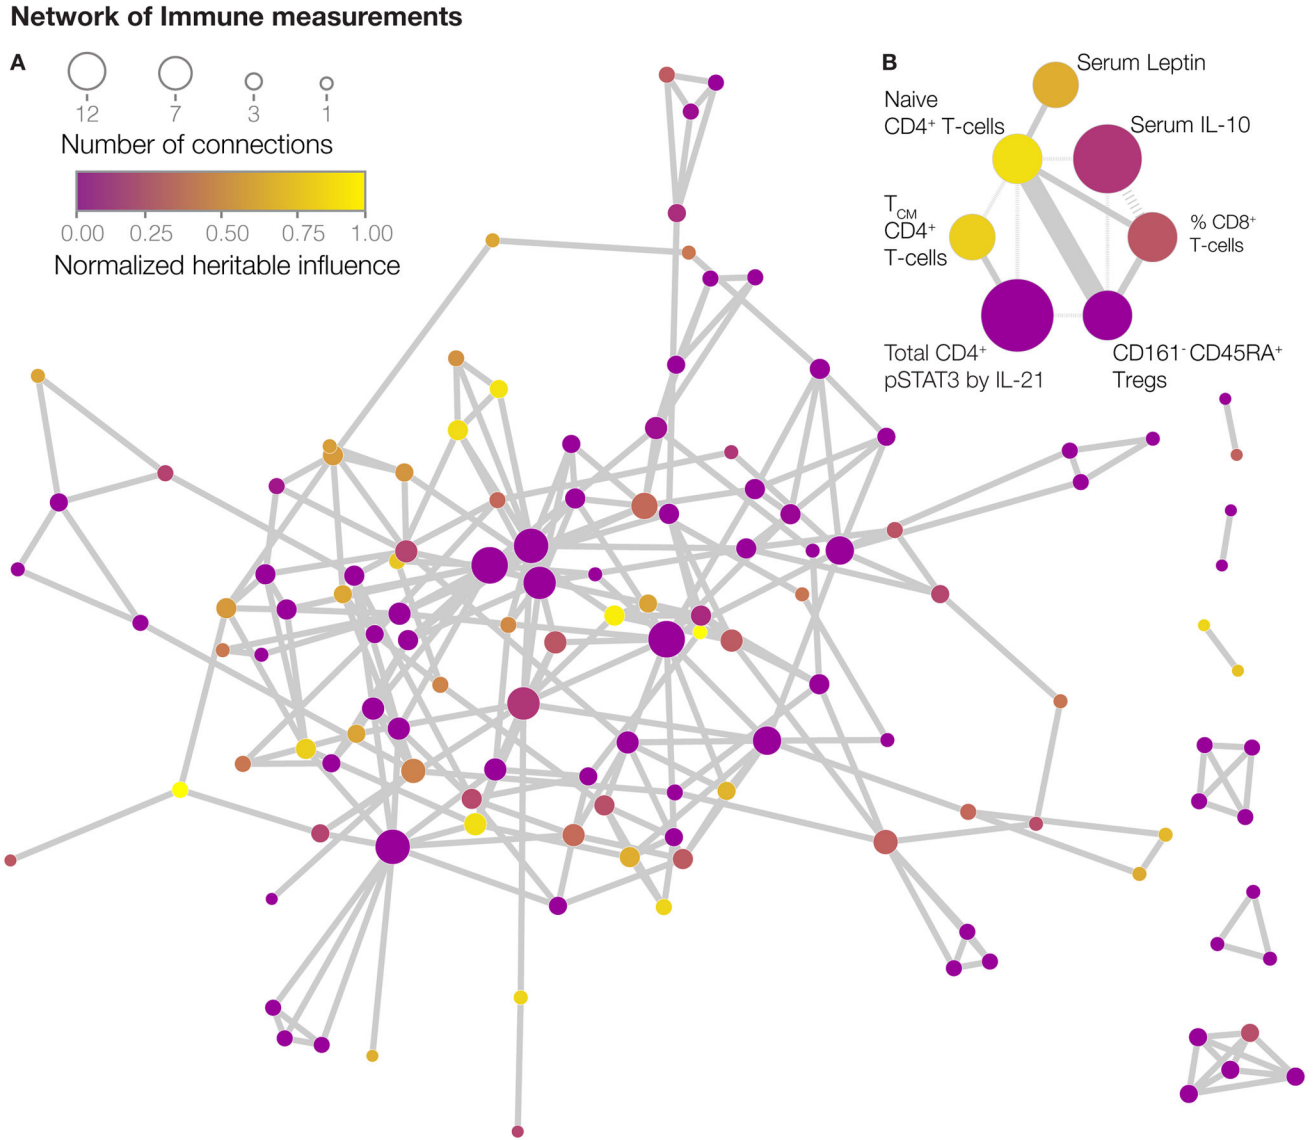 Network of Immune measurements
A
12 7 3 1
Number of connections
0.00 0.25 0.50 0.75 1.00
Normalized heritable influence
B
Serum Leptin
Naive
CD4⁺ T-cells
Serum IL-10
T_CM
CD4⁺
T-cells
% CD8⁺
T-cells
Total CD4⁺
pSTAT3 by IL-21
CD161⁻ CD45RA⁺
Tregs